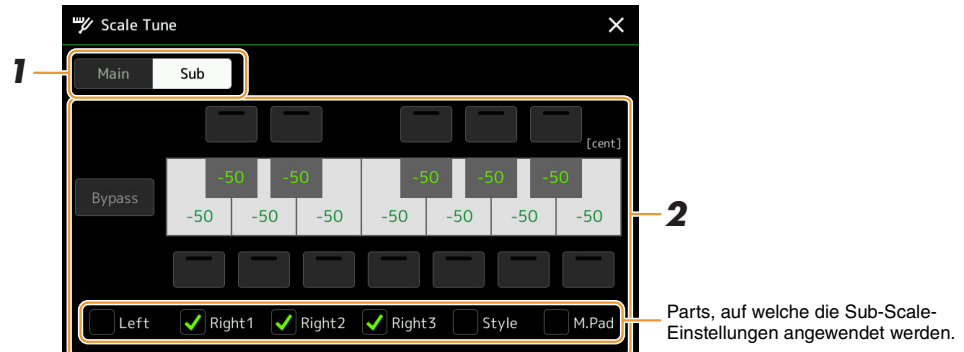 Scale Tune
1
Main Sub
[cent]
-50 -50 -50 -50 -50
Bypass
-50 -50 -50 -50 -50 -50 -50
2
Left Right1 Right2 Right3 Style M.Pad
Parts, auf welche die Sub-Scale-
Einstellungen angewendet werden.